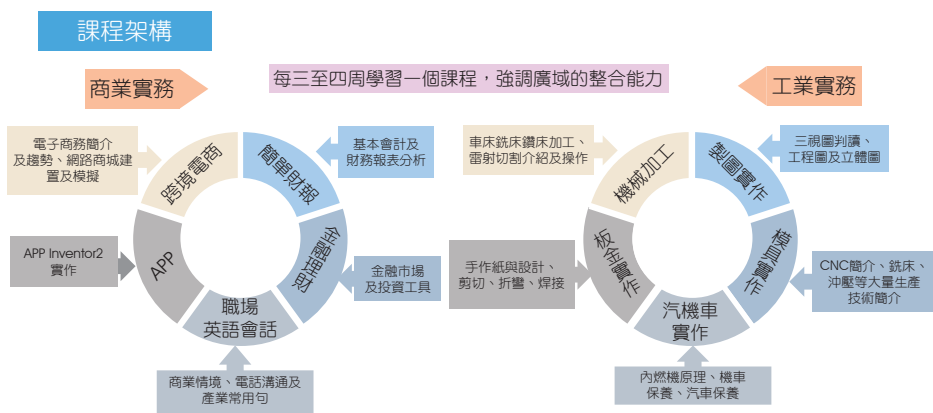 課程架構
商業實務
每三至四周學習一個課程，強調廣域的整合能力
工業實務
電子商務簡介
及趨勢、網路商城建
置及模擬
跨境電商
簡單財報
基本會計及
財務報表分析
APP Inventor2
實作
APP
金融理財
金融市場
及投資工具
職場
英語會話
商業情境、電話溝通及
產業常用句
車床銑床鑽床加工、
雷射切割介紹及操作
機械加工
製圖實作
三視圖判讀、
工程圖及立體圖
手作紙與設計、
剪切、折彎、焊接
板金實作
模具實作
CNC簡介、銑床、
沖壓等大量生產
技術簡介
汽機車
實作
內燃機原理、機車
保養、汽車保養